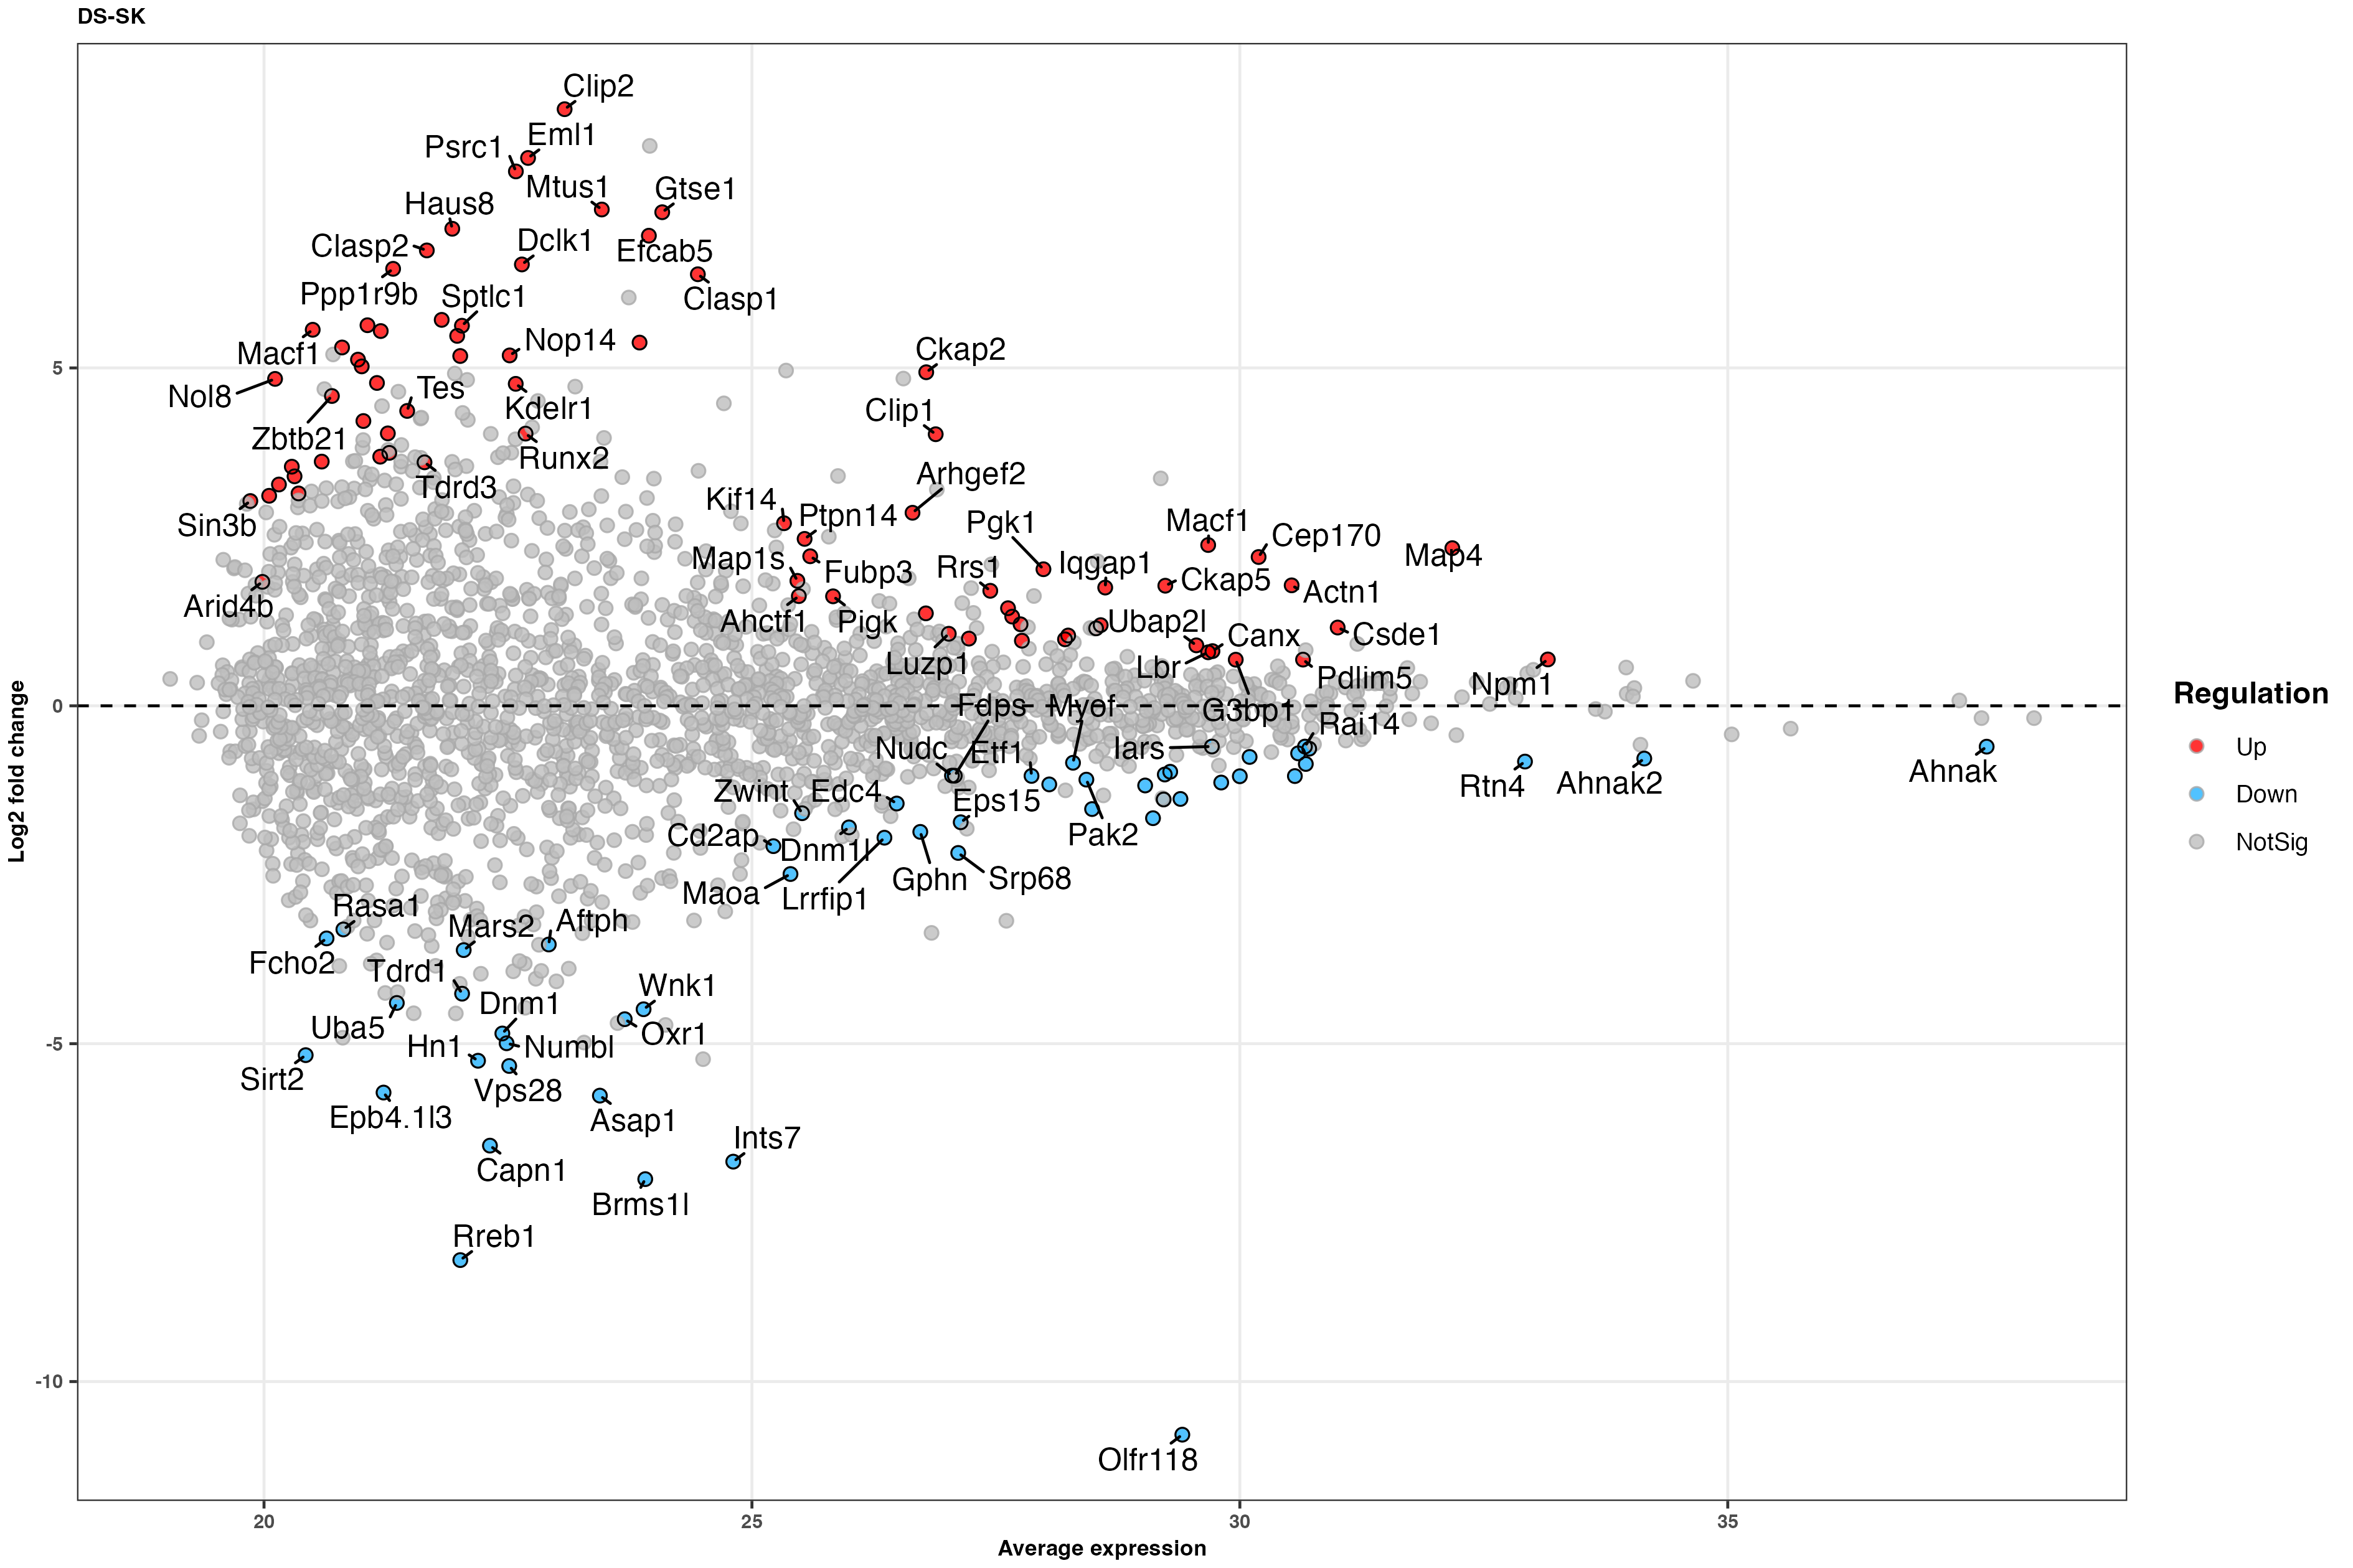 DS-SK
Clip2
Eml1
Psrc1
Mtus1
Gtse1
Haus8
Clasp2
Dclk1
Efcab5
Ppp1r9b
Sptlc1
Clasp1
Macf1
Nop14
Ckap2
5
Nol8
Tes
Kdelr1
Clip1
Zbtb21
Runx2
Arhgef2
Tdrd3
Kif14
Ptpn14
Pgk1
Macf1
Cep170
Sin3b
Map4
Map1s
Fubp3
Rrs1
Iqgap1
Ckap5
Actn1
Arid4b
Ahctf1
Pigk
Ubap2l
Canx
Csde1
Luzp1
Lbr
Pdlim5
Npm1
0
Fdps
Myof
G3bp1
Rai14
Nudc
Etf1
Iars
Rtn4
Ahnak2
Ahnak
Zwint
Edc4
Eps15
Cd2ap
Dnm1l
Pak2
Maoa
Lrrfip1
Gphn
Srp68
Rasa1
Mars2
Aftph
Fcho2
Tdrd1
Wnk1
Dnm1
Uba5
Oxr1
-5
Hn1
Numbl
Sirt2
Vps28
Epb4.1l3
Asap1
Ints7
Capn1
Brms1l
Rreb1
-10
Olfr118
20
25
30
35
Average expression
Log2 fold change
Regulation
Up
Down
NotSig